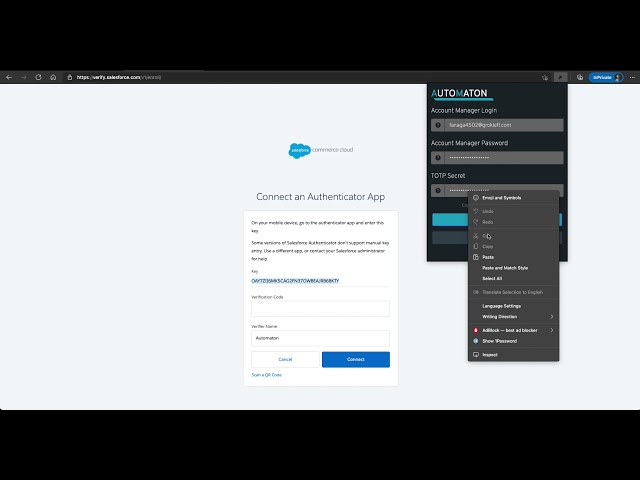 https://verify.salesforce.com/v1/enroll/
InPrivate
AUTOMATON
Account Manager Login
fanaga4502@grokleft.com
Account Manager Password
TOTP Secret
salesforce
commerce cloud
Connect an Authenticator App
On your mobile device, go to the authenticator app and enter this
key.
Some versions of Salesforce Authenticator don't support manual key
entry. Use a different app, or contact your Salesforce administrator
for help.
Key
Verification Code
Verifier Name
Automaton
Cancel
Connect
Scan a QR Code
Emoji and Symbols
Undo
Redo
Copy
Paste
Paste and Match Style
Select All
Translate Selection to English
Language Settings
Writing Direction
AdBlock — best ad blocker
Show 1Password
Inspect